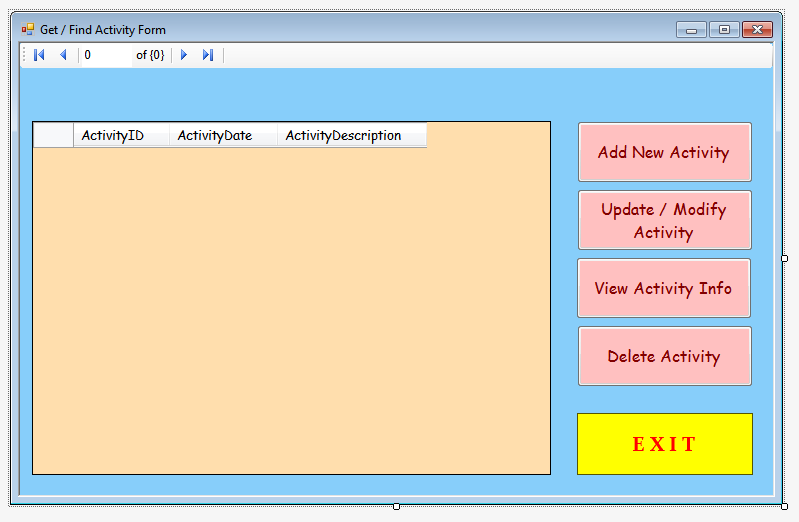 Get / Find Activity Form
0 of {0}
ActivityID ActivityDate ActivityDescription
Add New Activity
Update / Modify
Activity
View Activity Info
Delete Activity
E X I T